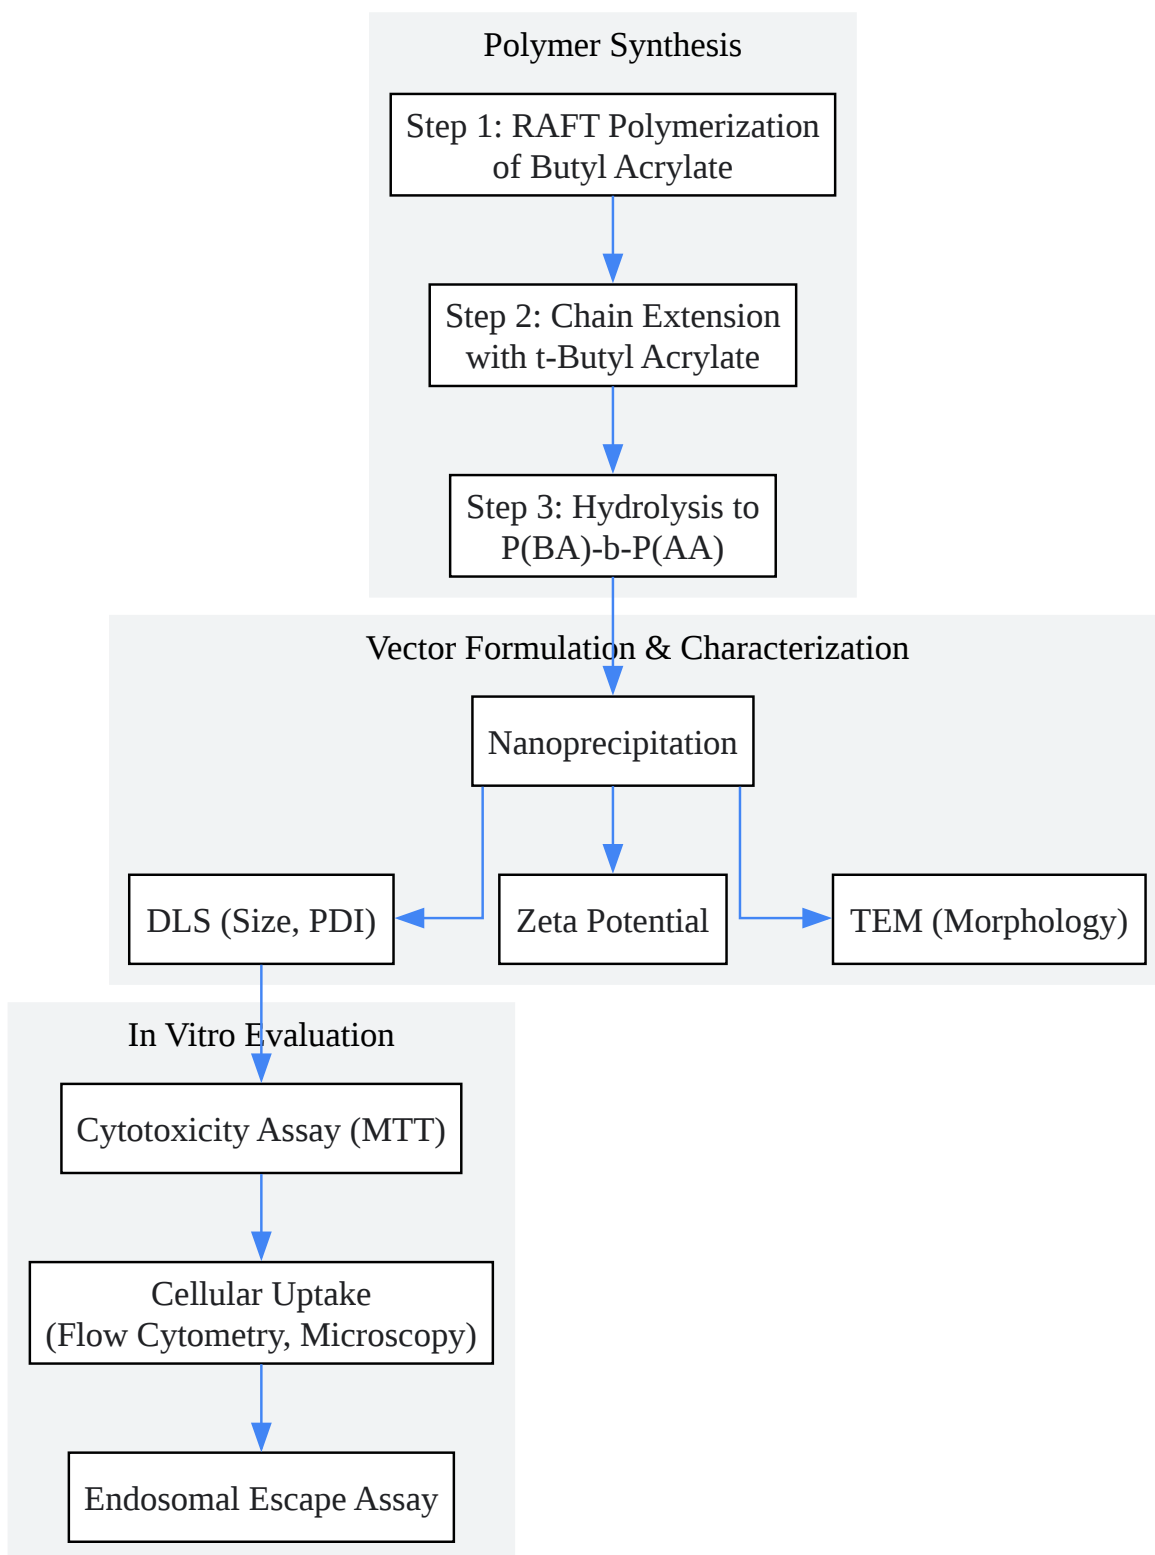 Polymer Synthesis
Step 1: RAFT Polymerization
of Butyl Acrylate
Step 2: Chain Extension
with t-Butyl Acrylate
Step 3: Hydrolysis to
P(BA)-b-P(AA)
Vector Formulation & Characterization
Nanoprecipitation
DLS (Size, PDI)
Zeta Potential
TEM (Morphology)
In Vitro Evaluation
Cytotoxicity Assay (MTT)
Cellular Uptake
(Flow Cytometry, Microscopy)
Endosomal Escape Assay